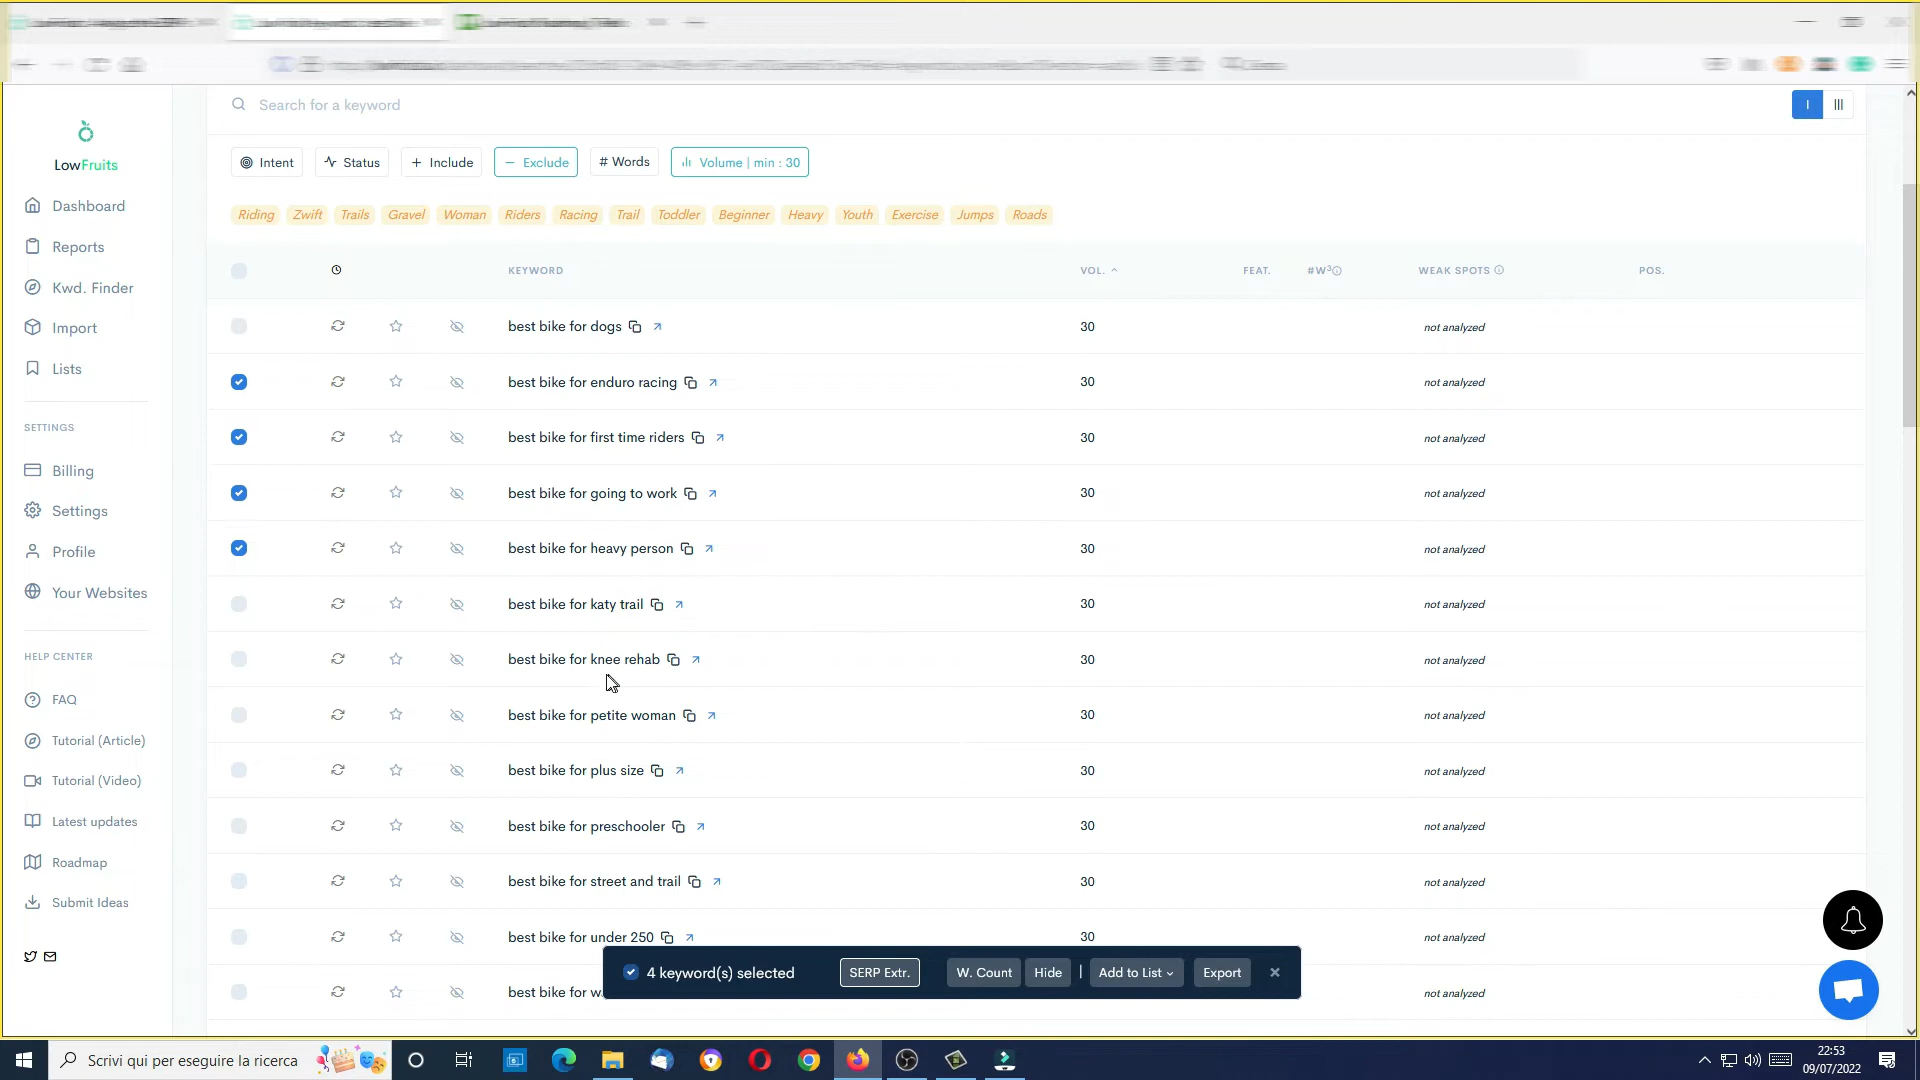 Search for a keyword
LowFruits
Intent
Status
Include
Exclude
# Words
Volume | min : 30
Riding
Zwift
Trails
Gravel
Woman
Riders
Racing
Trail
Toddler
Beginner
Heavy
Youth
Exercise
Jumps
Roads
Dashboard
Reports
Kwd. Finder
Import
Lists
SETTINGS
Billing
Settings
Profile
Your Websites
HELP CENTER
FAQ
Tutorial (Article)
Tutorial (Video)
Latest updates
Roadmap
Submit Ideas
KEYWORD VOL. FEAT. #W³ WEAK SPOTS POS.
best bike for dogs 30 not analyzed
best bike for enduro racing 30 not analyzed
best bike for first time riders 30 not analyzed
best bike for going to work 30 not analyzed
best bike for heavy person 30 not analyzed
best bike for katy trail 30 not analyzed
best bike for knee rehab 30 not analyzed
best bike for petite woman 30 not analyzed
best bike for plus size 30 not analyzed
best bike for preschooler 30 not analyzed
best bike for street and trail 30 not analyzed
best bike for under 250 30 not analyzed
best bike for w not analyzed
4 keyword(s) selected
SERP Extr.
W. Count
Hide
Add to List
Export
Scrivi qui per eseguire la ricerca
22:53
09/07/2022